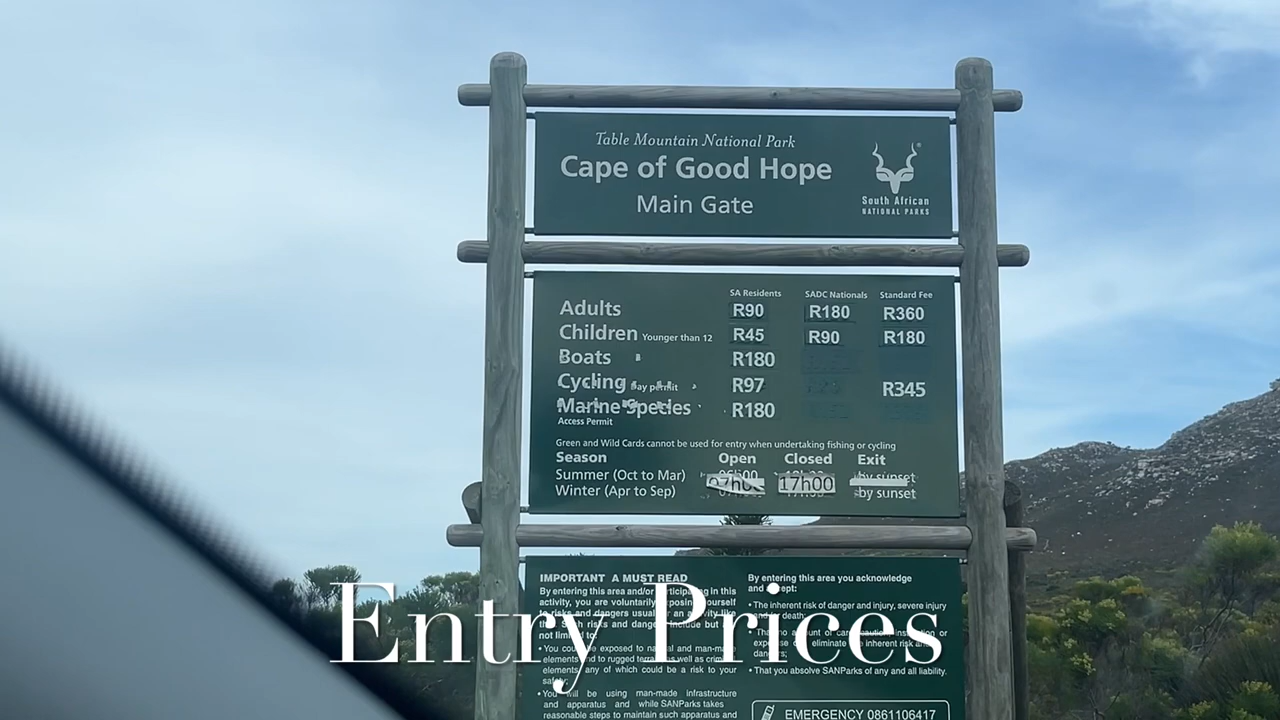 Table Mountain National Park
Cape of Good Hope
Main Gate
South African
NATIONAL PARKS
SA Residents SADC Nationals Standard Fee
Adults R90 R180 R360
Children Younger than 12 R45 R90 R180
Boats R180
Cycling Day permit R97 R345
Marine Species R180
Access Permit
Green and Wild Cards cannot be used for entry when undertaking fishing or cycling
Season Open Closed Exit
Summer (Oct to Mar) 07h00 17h00 by sunset
Winter (Apr to Sep) by sunset
IMPORTANT A MUST READ
By entering this area and/or participating in this
activity, you are voluntarily exposing yourself
to risks and dangers
the Such risks and dangers include but
not limited to:
• You could be exposed to natural and man-made
elements and to rugged terrain as well as
elements, any of which could be a risk to your
safety;
• You will be using man-made infrastructure
and apparatus and while SANParks takes
reasonable steps to maintain such apparatus and
By entering this area you acknowledge
and accept:
• The inherent risk of danger and injury, severe injury
and/or death;
• That no amount of care, caution, instruction or
expertise can eliminate the inherent risk and
dangers;
• That you absolve SANParks of any and all liability.
EMERGENCY 0861106417
Entry Prices